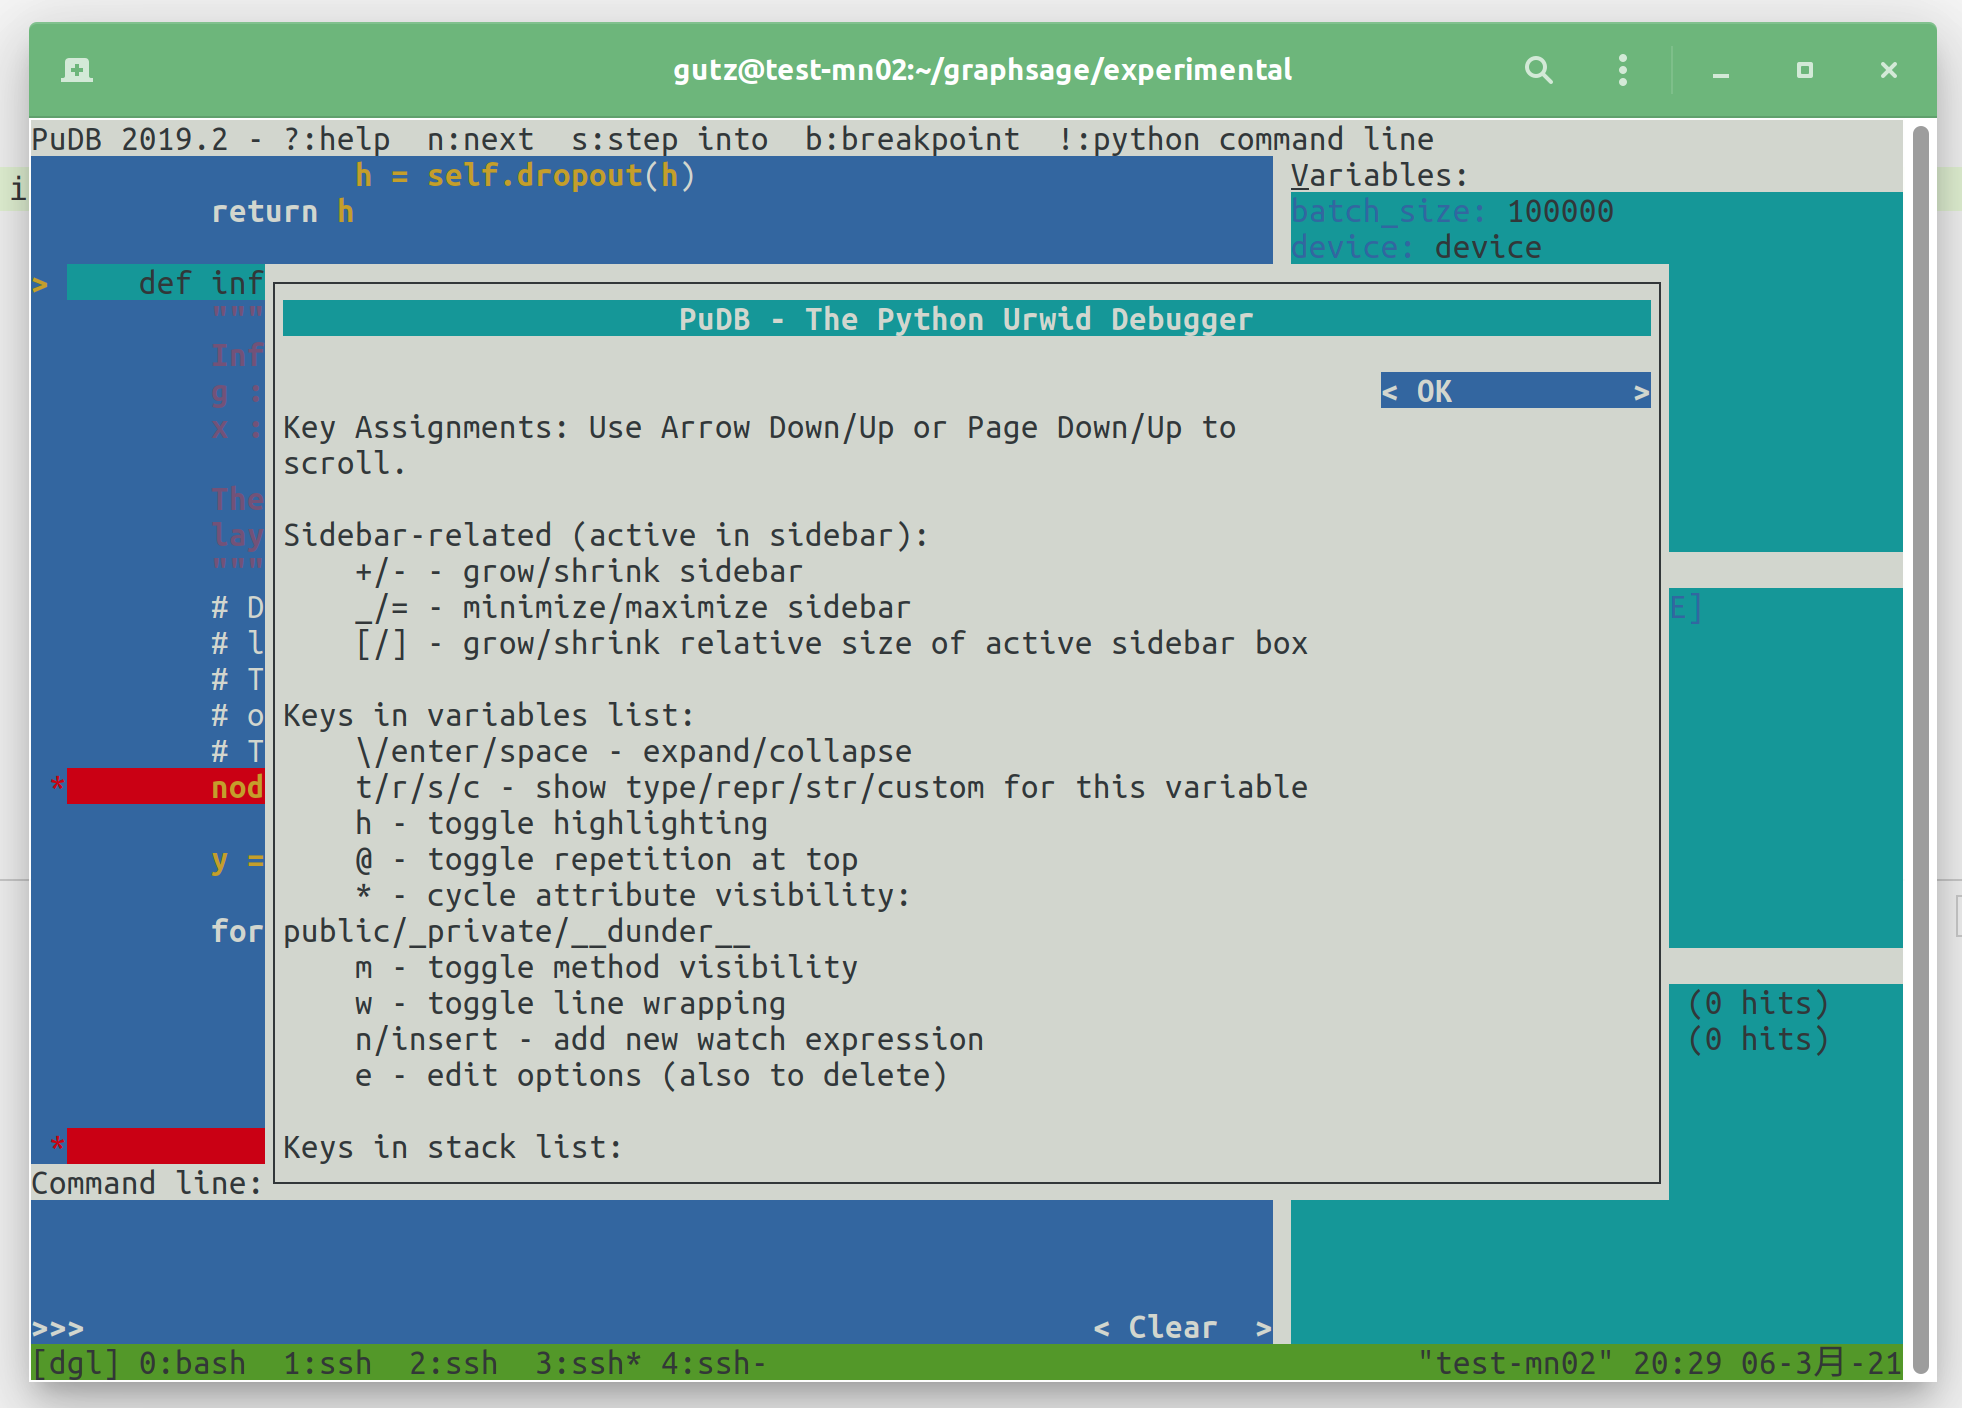 gutz@test-mn02:~/graphsage/experimental
PuDB 2019.2 - ?:help  n:next  s:step into  b:breakpoint  !:python command line
h = self.dropout(h)
Variables:
return h
batch_size: 100000
device: device
> def inf
"""
PuDB - The Python Urwid Debugger
Inf
g :
< OK >
x :
Key Assignments: Use Arrow Down/Up or Page Down/Up to
scroll.
The
lay
Sidebar-related (active in sidebar):
"""
+/- - grow/shrink sidebar
# D
_/= - minimize/maximize sidebar
E]
# l
[/] - grow/shrink relative size of active sidebar box
# T
# o
Keys in variables list:
# T
\/enter/space - expand/collapse
* nod
t/r/s/c - show type/repr/str/custom for this variable
h - toggle highlighting
y =
@ - toggle repetition at top
* - cycle attribute visibility:
for
public/_private/__dunder__
m - toggle method visibility
w - toggle line wrapping
(0 hits)
n/insert - add new watch expression
(0 hits)
e - edit options (also to delete)
*
Keys in stack list:
Command line:
>>>
< Clear >
[dgl] 0:bash  1:ssh  2:ssh  3:ssh* 4:ssh-
"test-mn02" 20:29 06-3月-21
i